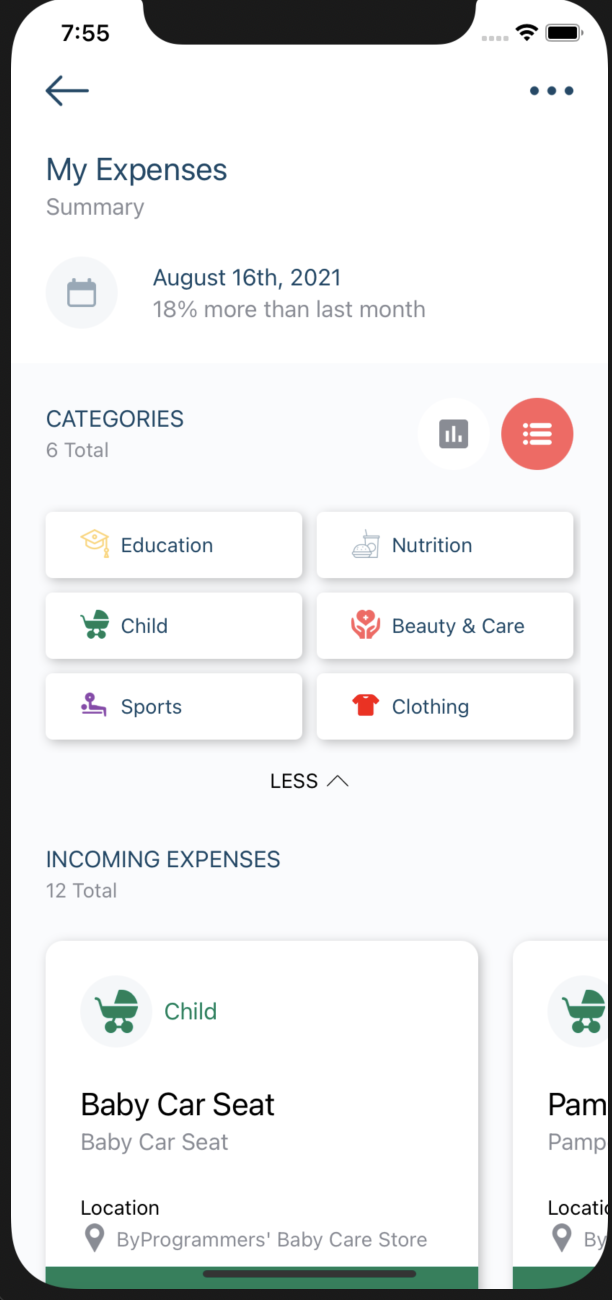 7:55
My Expenses
Summary
August 16th, 2021
18% more than last month
CATEGORIES
6 Total
Education
Nutrition
Child
Beauty & Care
Sports
Clothing
LESS
INCOMING EXPENSES
12 Total
Child
Baby Car Seat
Pam
Baby Car Seat
Pamp
Location
Locatio
ByProgrammers' Baby Care Store
By